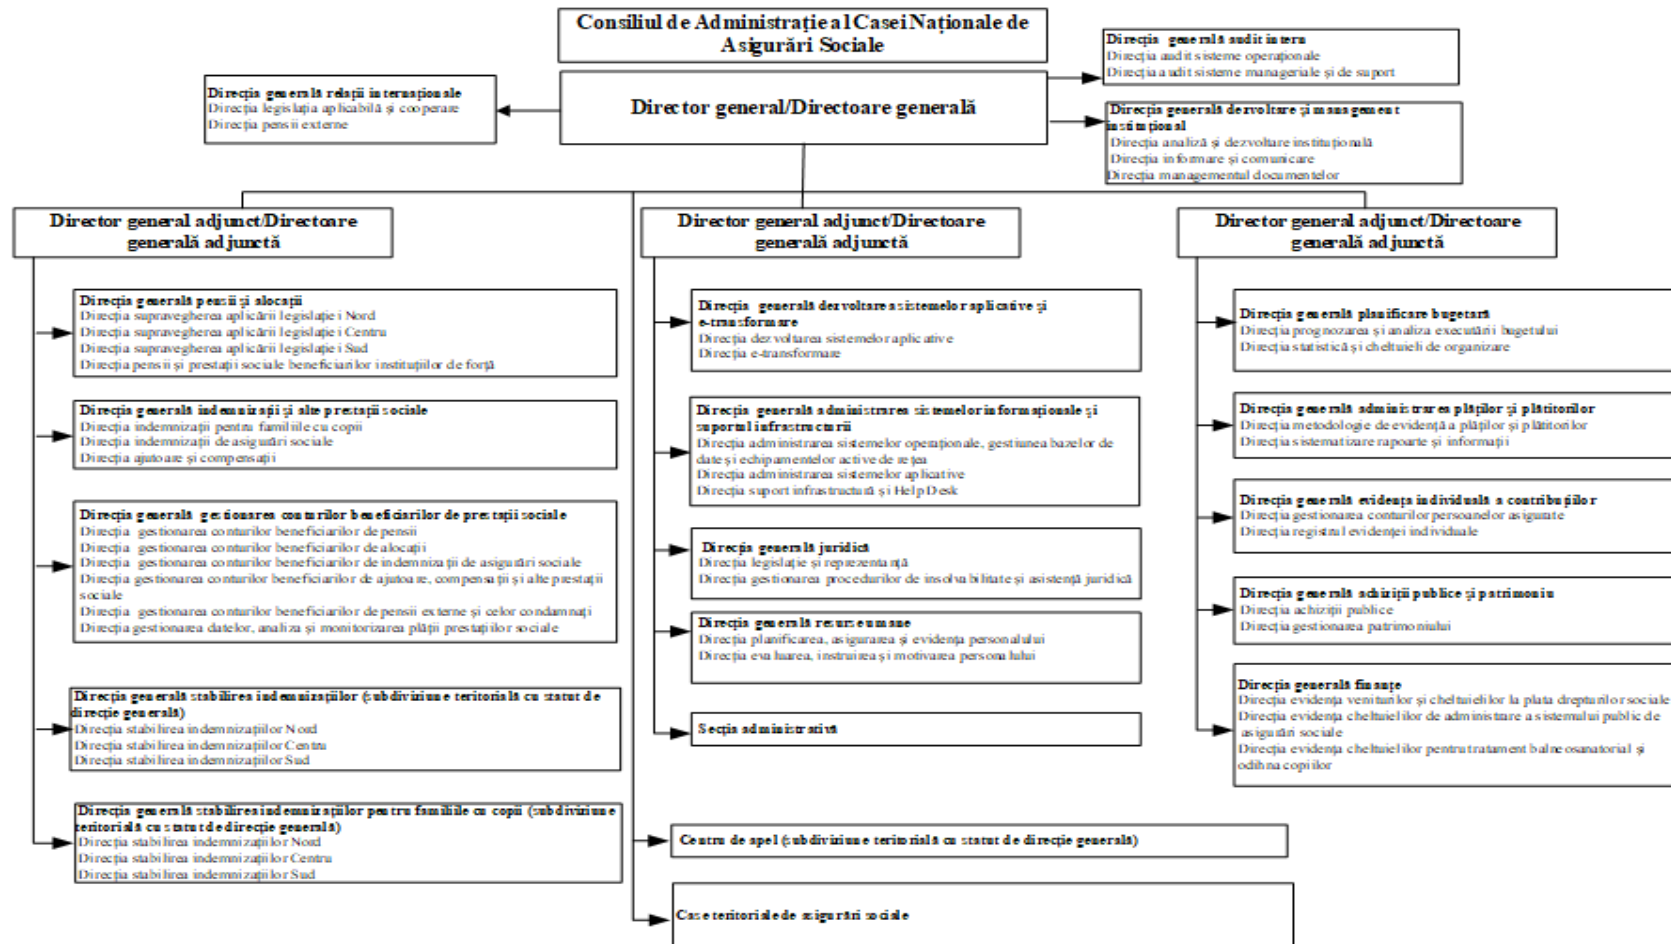 Consiliul de Administrație al Casei Naționale de
Asigurări Sociale
Director general/Directoare generală
Direcția generală relații internaționale
Direcția legislația aplicabilă și cooperare
Direcția pensii externe
Direcția generală audit intern
Direcția audit sisteme operaționale
Direcția audit sisteme manageriale și de suport
Direcția generală dezvoltare și management
instituțional
Direcția analiză și dezvoltare instituțională
Direcția informare și comunicare
Direcția managementul documentelor
Director general adjunct/Directoare
generală adjunctă
Direcția generală pensii și alocații
Direcția supravegherea aplicării legislației Nord
Direcția supravegherea aplicării legislației Centru
Direcția supravegherea aplicării legislației Sud
Direcția pensii și prestații sociale beneficiarilor instituțiilor de forță
Direcția generală indemnizații și alte prestații sociale
Direcția indemnizații pentru familiile cu copii
Direcția indemnizații de asigurări sociale
Direcția ajutoare și compensații
Direcția generală gestionarea conturilor beneficiarilor de prestații sociale
Direcția gestionarea conturilor beneficiarilor de pensii
Direcția gestionarea conturilor beneficiarilor de alocații
Direcția gestionarea conturilor beneficiarilor de indemnizații de asigurări sociale
Direcția gestionarea conturilor beneficiarilor de ajutoare, compensații și alte prestații
sociale
Direcția gestionarea conturilor beneficiarilor de pensii externe și celor condamnați
Direcția gestionarea datelor, analiza și monitorizarea plății prestațiilor sociale
Direcția generală stabilirea indemnizațiilor (subdiviziune teritorială cu statut de
direcție generală)
Direcția stabilirea indemnizațiilor Nord
Direcția stabilirea indemnizațiilor Centru
Direcția stabilirea indemnizațiilor Sud
Direcția generală stabilirea indemnizațiilor pentru familiile cu copii (subdiviziune
teritorială cu statut de direcție generală)
Direcția stabilirea indemnizațiilor Nord
Direcția stabilirea indemnizațiilor Centru
Direcția stabilirea indemnizațiilor Sud
Director general adjunct/Directoare
generală adjunctă
Direcția generală dezvoltarea sistemelor aplicative și
e-transformare
Direcția dezvoltarea sistemelor aplicative
Direcția e-transformare
Direcția generală administrarea sistemelor informaționale și
suportul infrastructurii
Direcția administrarea sistemelor operaționale, gestiunea bazelor de
date și echipamentelor active de rețea
Direcția administrarea sistemelor aplicative
Direcția suport infrastructură și Help Desk
Direcția generală juridică
Direcția legislație și reprezentanță
Direcția gestionarea procedurilor de insolvabilitate și asistență juridică
Direcția generală resurse umane
Direcția planificarea, asigurarea și evidența personalului
Direcția evaluarea, instruirea și motivarea personalului
Secția administrativă
Director general adjunct/Directoare
generală adjunctă
Direcția generală planificare bugetară
Direcția prognozarea și analiza executării bugetului
Direcția statistică și cheltuieli de organizare
Direcția generală administrarea plăților și plătitorilor
Direcția metodologie de evidență a plăților și plătitorilor
Direcția sistematizare rapoarte și informații
Direcția generală evidența individuală a contribuțiilor
Direcția gestionarea conturilor persoanelor asigurate
Direcția registrul evidenței individuale
Direcția generală achiziții publice și patrimoniu
Direcția achiziții publice
Direcția gestionarea patrimoniului
Direcția generală finanțe
Direcția evidența veniturilor și cheltuielilor la plata drepturilor sociale
Direcția evidența cheltuielilor de administrare a sistemului public de
asigurări sociale
Direcția evidența cheltuielilor pentru tratament balneosanatorial și
odihna copiilor
Centru de apel (subdiviziune teritorială cu statut de direcție generală)
Case teritoriale de asigurări sociale